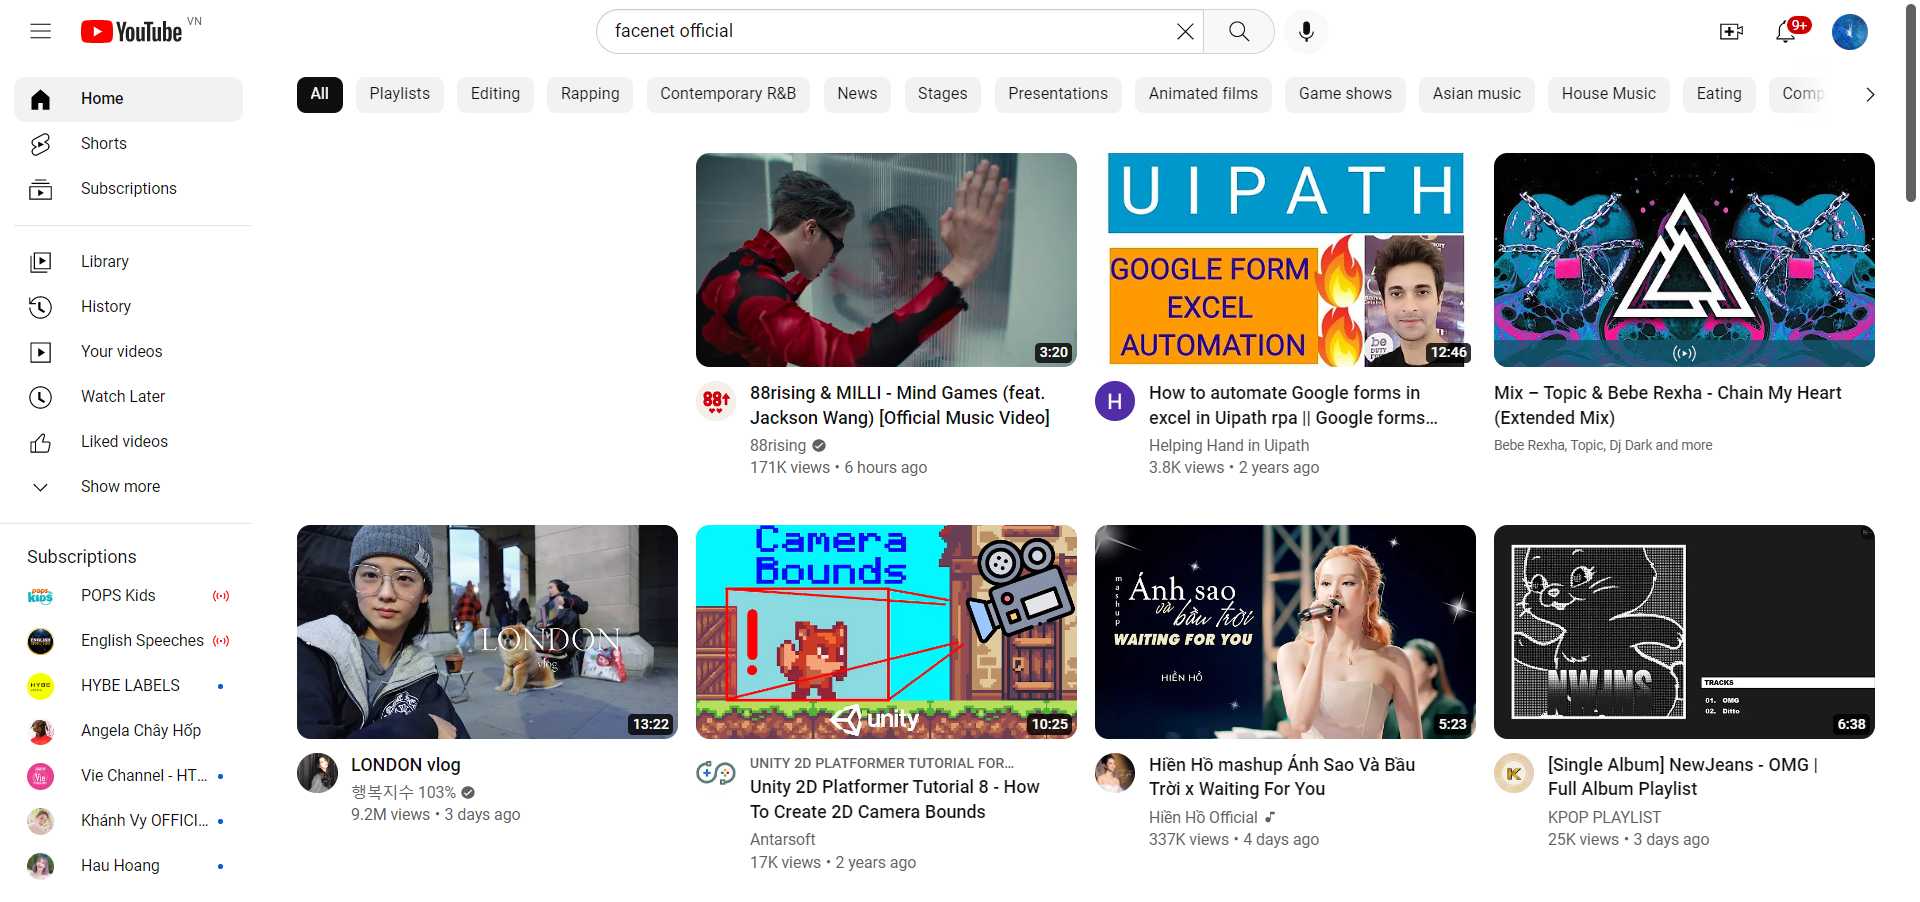 YouTube VN
facenet official
9+
Home
Shorts
Subscriptions
Library
History
Your videos
Watch Later
Liked videos
Show more
Subscriptions
POPS Kids
English Speeches
HYBE LABELS
Angela Chây Hốp
Vie Channel - HT...
Khánh Vy OFFICI...
Hau Hoang
All
Playlists
Editing
Rapping
Contemporary R&B
News
Stages
Presentations
Animated films
Game shows
Asian music
House Music
Eating
Comp
3:20
88↑
88rising & MILLI - Mind Games (feat.
Jackson Wang) [Official Music Video]
88rising
171K views • 6 hours ago
UIPATH
GOOGLE FORM
EXCEL
AUTOMATION
be
12:46
H
How to automate Google forms in
excel in Uipath rpa || Google forms...
Helping Hand in Uipath
3.8K views • 2 years ago
Mix – Topic & Bebe Rexha - Chain My Heart
(Extended Mix)
Bebe Rexha, Topic, Dj Dark and more
LONDON
vlog
13:22
LONDON vlog
행복지수 103%
9.2M views • 3 days ago
Camera
Bounds
!
unity
10:25
UNITY 2D PLATFORMER TUTORIAL FOR...
Unity 2D Platformer Tutorial 8 - How
To Create 2D Camera Bounds
Antarsoft
17K views • 2 years ago
mashup
Ánh sao
và bầu trời
WAITING FOR YOU
HIỀN HỒ
5:23
Hiền Hồ mashup Ánh Sao Và Bầu
Trời x Waiting For You
Hiền Hồ Official
337K views • 4 days ago
NWJNS
TRACKS
01. OMG
02. Ditto
6:38
K
[Single Album] NewJeans - OMG |
Full Album Playlist
KPOP PLAYLIST
25K views • 3 days ago